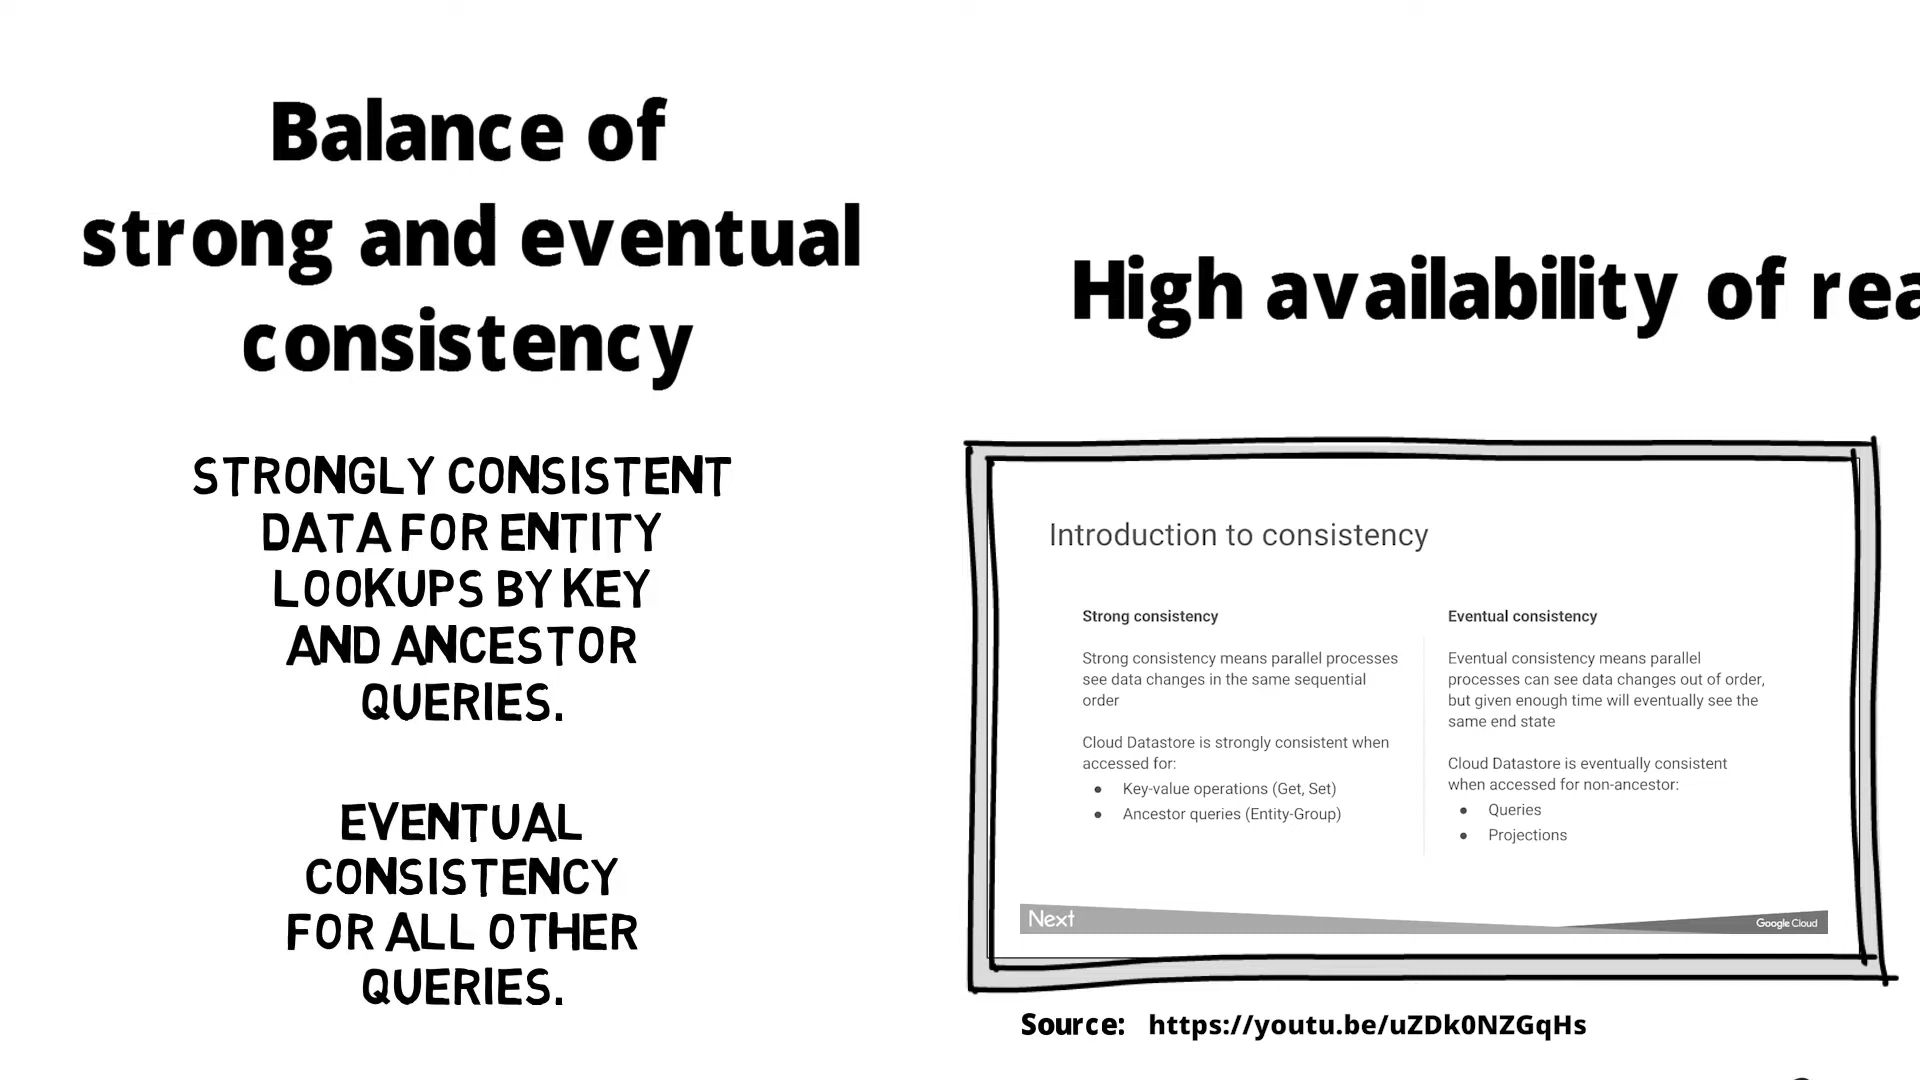 Balance of
strong and eventual
consistency
STRONGLY CONSISTENT
DATA FOR ENTITY
LOOKUPS BY KEY
AND ANCESTOR
QUERIES.
EVENTUAL
CONSISTENCY
FOR ALL OTHER
QUERIES.
High availability of rea
Introduction to consistency
Strong consistency
Strong consistency means parallel processes
see data changes in the same sequential
order
Cloud Datastore is strongly consistent when
accessed for:
• Key-value operations (Get, Set)
• Ancestor queries (Entity-Group)
Eventual consistency
Eventual consistency means parallel
processes can see data changes out of order,
but given enough time will eventually see the
same end state
Cloud Datastore is eventually consistent
when accessed for non-ancestor:
• Queries
• Projections
Next
Google Cloud
Source: https://youtu.be/uZDk0NZGqHs